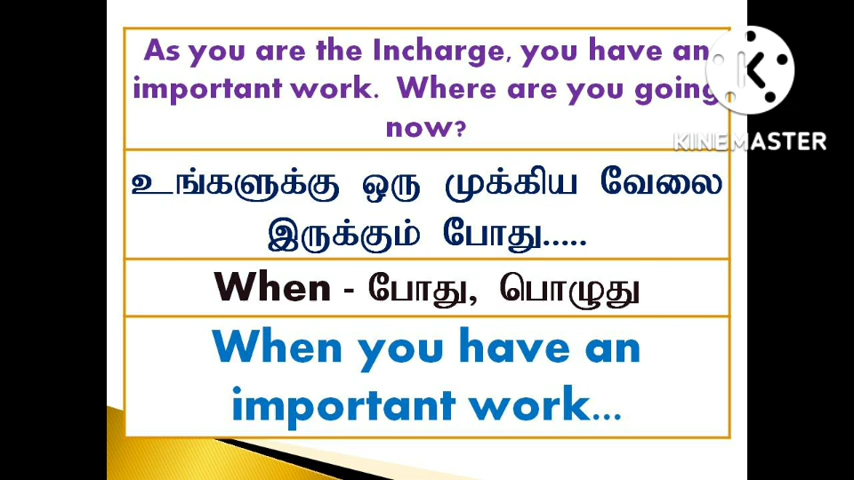 As you are the Incharge, you have an
important work. Where are you going
now?
உங்களுக்கு ஒரு முக்கிய வேலை
இருக்கும் போது.....
When - போது, பொழுது
When you have an
important work...
KINEMASTER